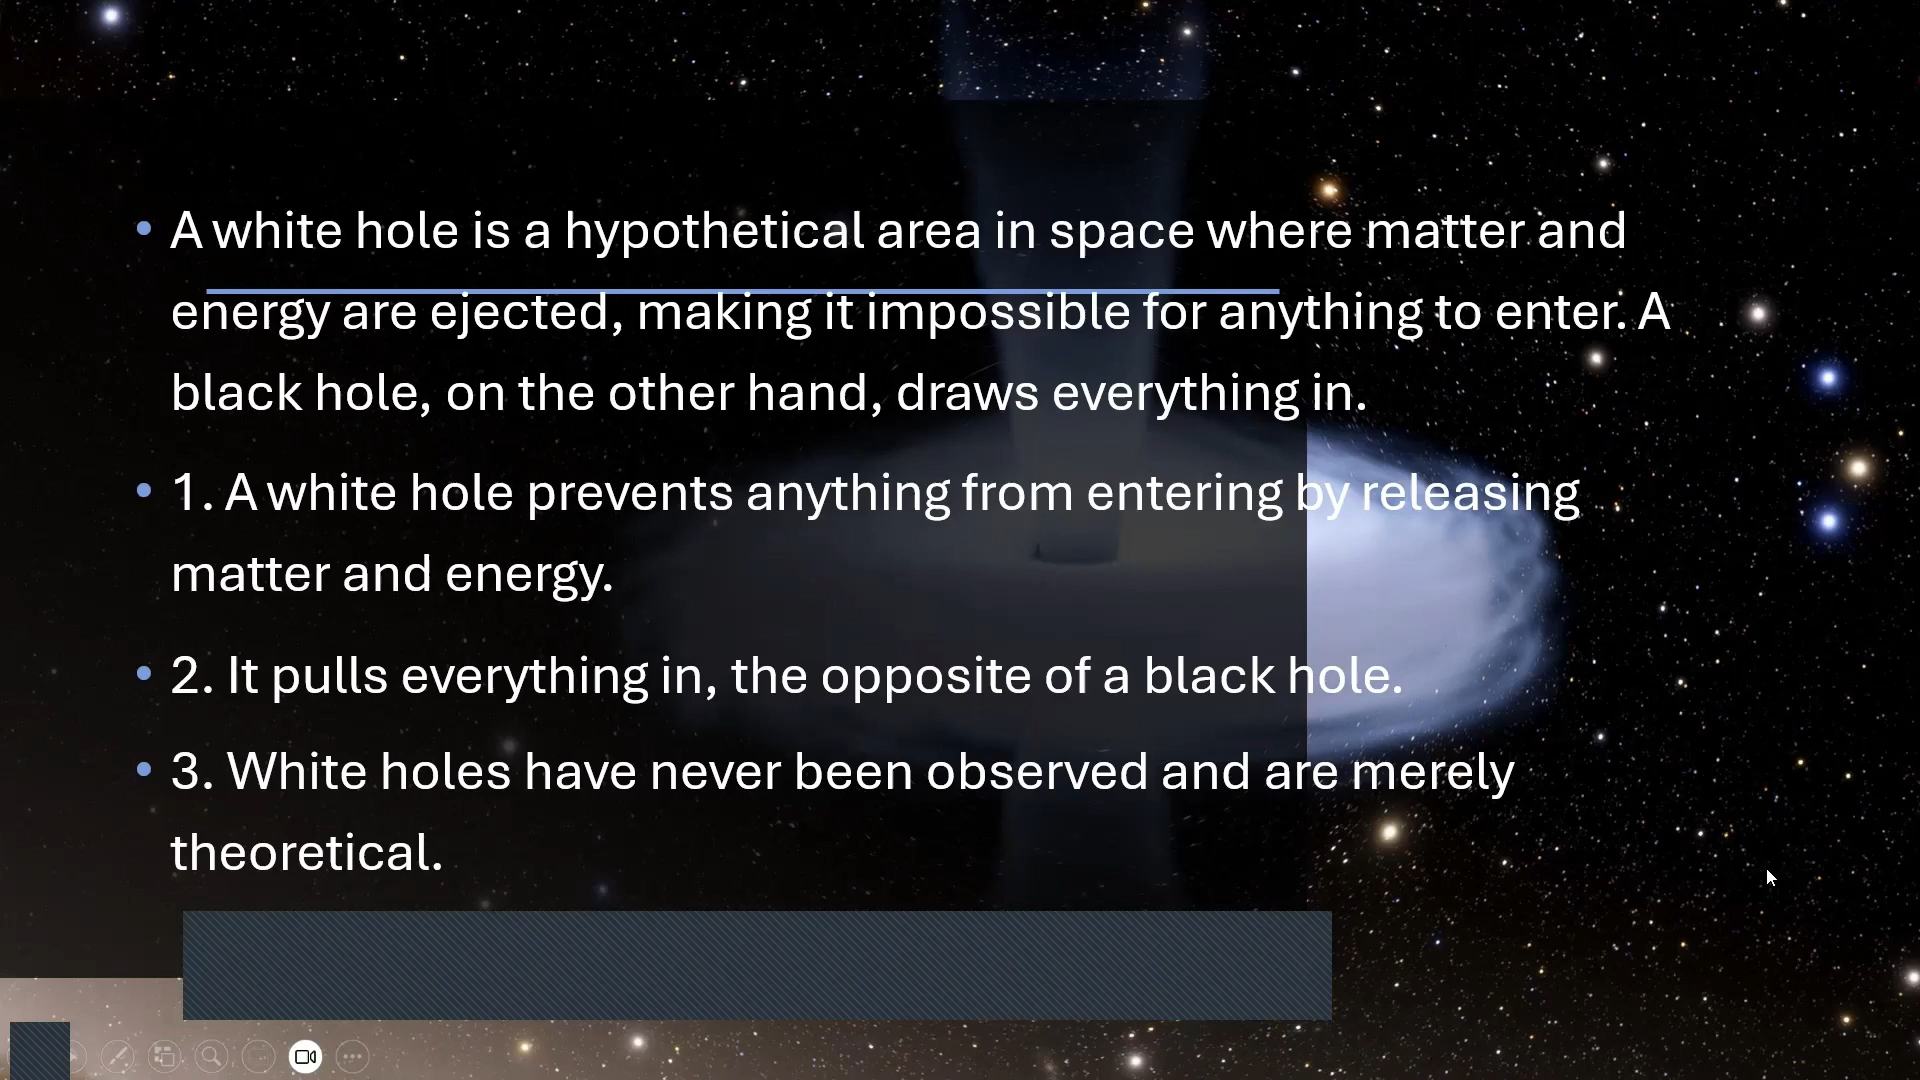 • A white hole is a hypothetical area in space where matter and
energy are ejected, making it impossible for anything to enter. A
black hole, on the other hand, draws everything in.
• 1. A white hole prevents anything from entering by releasing
matter and energy.
• 2. It pulls everything in, the opposite of a black hole.
• 3. White holes have never been observed and are merely
theoretical.